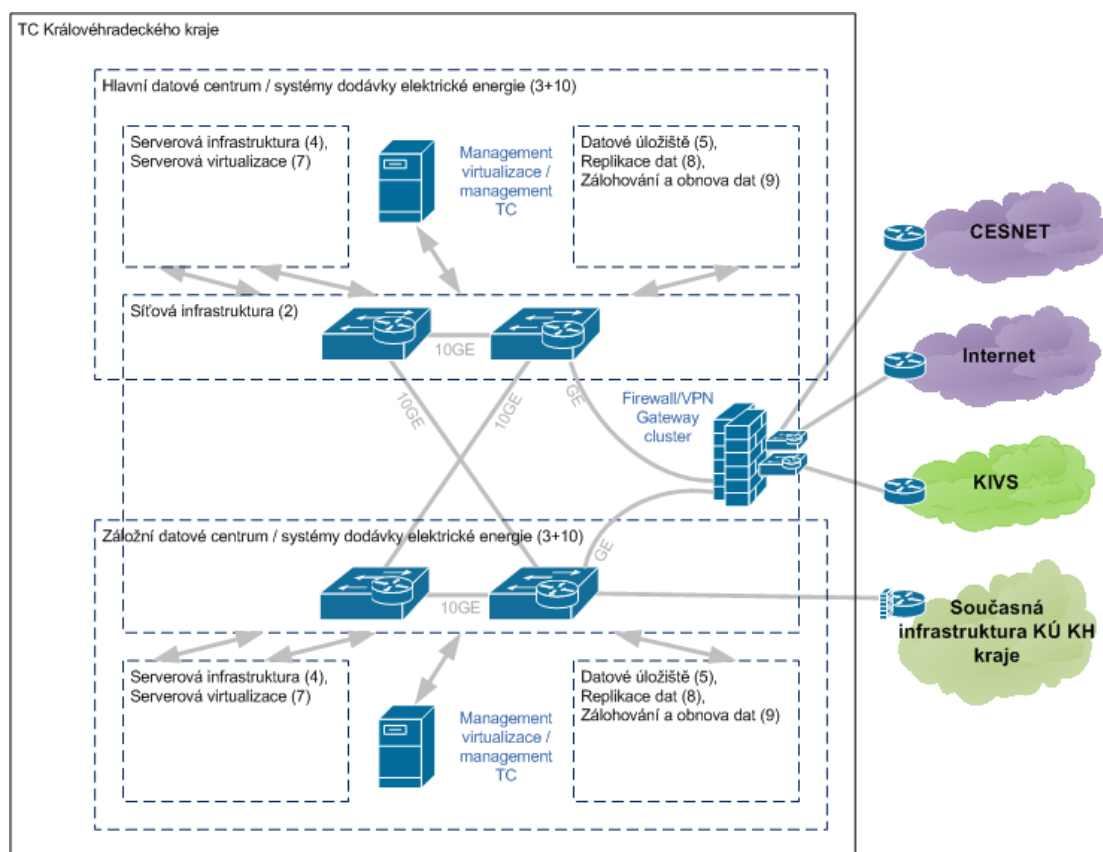 TC Královéhradeckého kraje
Hlavní datové centrum / systémy dodávky elektrické energie (3+10)
Serverová infrastruktura (4),
Serverová virtualizace (7)
Management
virtualizace /
management
TC
Datové úložiště (5),
Replikace dat (8),
Zálohování a obnova dat (9)
CESNET
Síťová infrastruktura (2)
10GE
Internet
10GE
10GE
GE
Firewall/VPN
Gateway
cluster
KIVS
Záložní datové centrum / systémy dodávky elektrické energie (3+10)
GE
10GE
Současná
infrastruktura KÚ KH
kraje
Serverová infrastruktura (4),
Serverová virtualizace (7)
Management
virtualizace /
management
TC
Datové úložiště (5),
Replikace dat (8),
Zálohování a obnova dat (9)